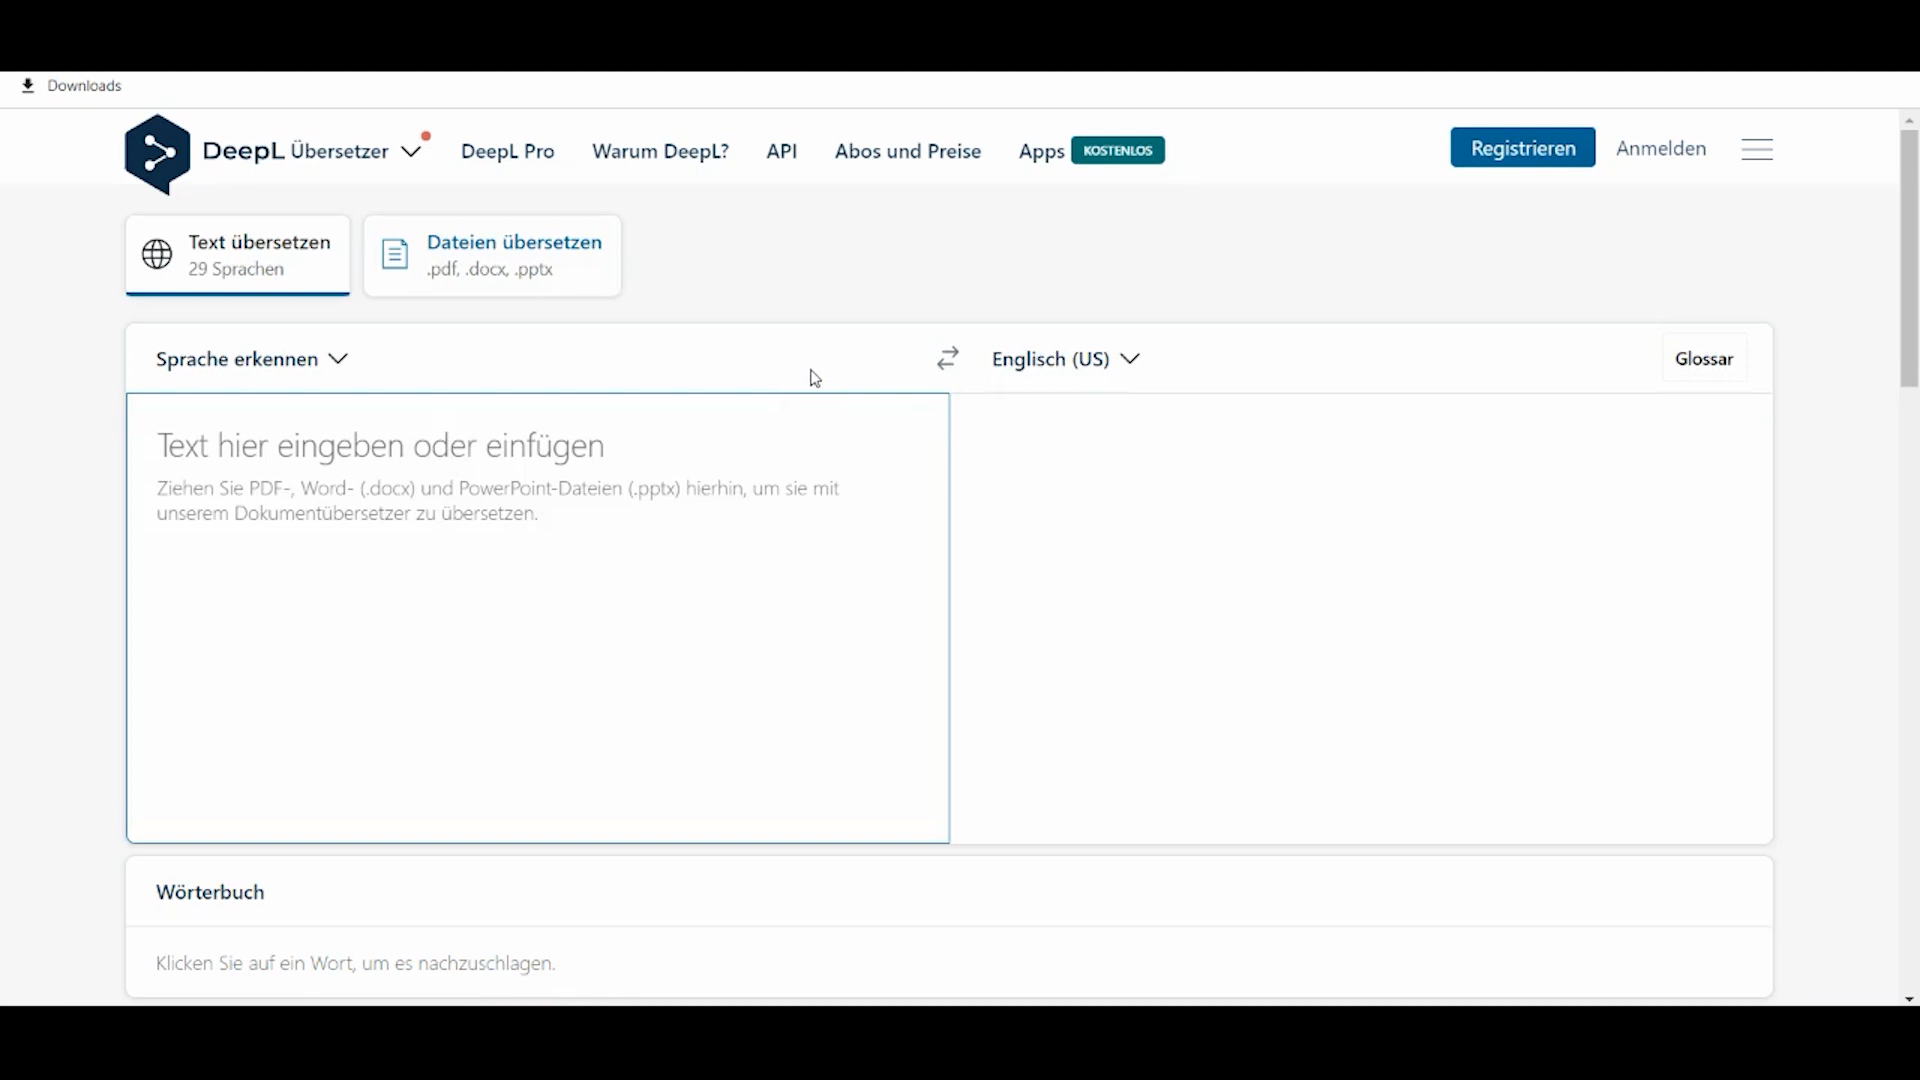 Downloads
DeepL Übersetzer DeepL Pro Warum DeepL? API Abos und Preise Apps KOSTENLOS Registrieren Anmelden
Text übersetzen
29 Sprachen
Dateien übersetzen
.pdf, .docx, .pptx
Sprache erkennen Englisch (US) Glossar
Text hier eingeben oder einfügen
Ziehen Sie PDF-, Word- (.docx) und PowerPoint-Dateien (.pptx) hierhin, um sie mit
unserem Dokumentübersetzer zu übersetzen.
Wörterbuch
Klicken Sie auf ein Wort, um es nachzuschlagen.